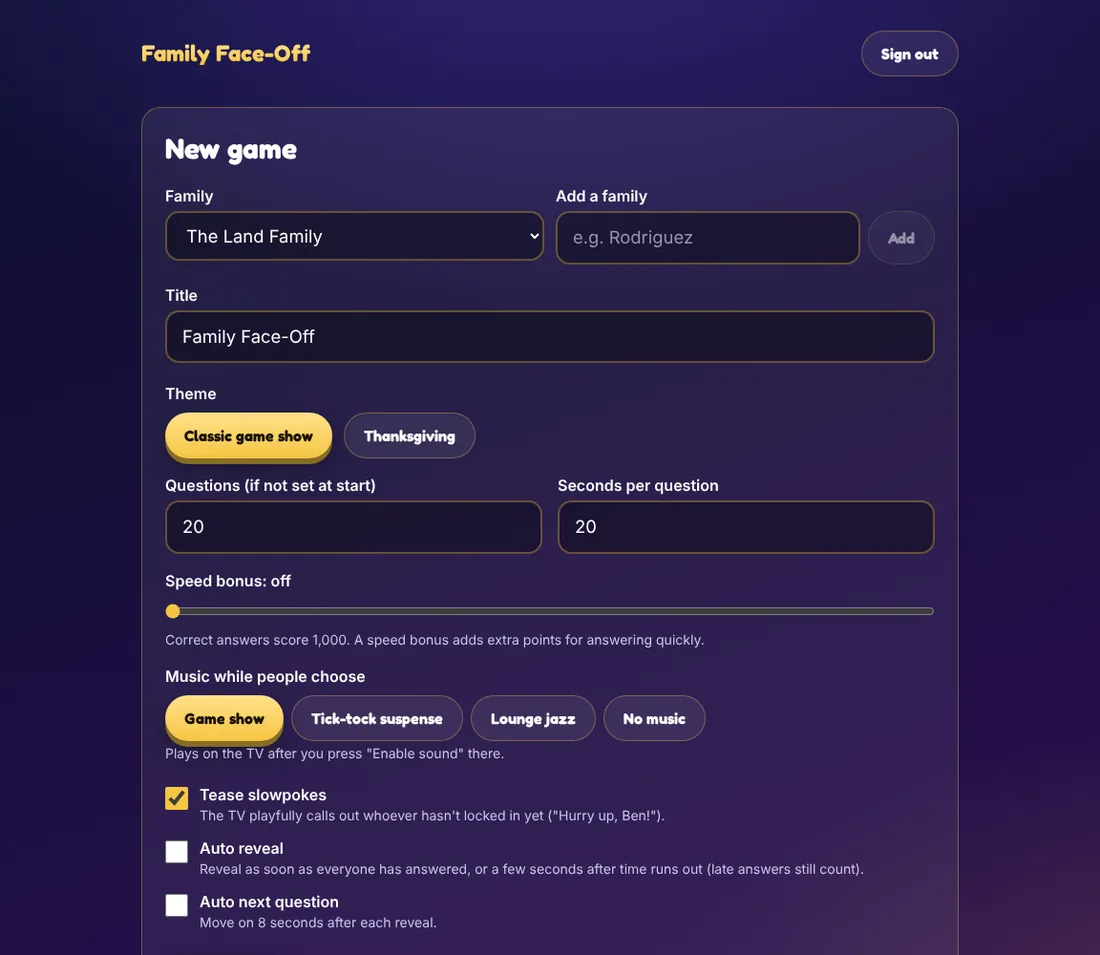 Family Face-Off
Sign out
New game
Family
Add a family
The Land Family
e.g. Rodriguez
Add
Title
Family Face-Off
Theme
Classic game show
Thanksgiving
Questions (if not set at start)
Seconds per question
20
20
Speed bonus: off
Correct answers score 1,000. A speed bonus adds extra points for answering quickly.
Music while people choose
Game show
Tick-tock suspense
Lounge jazz
No music
Plays on the TV after you press "Enable sound" there.
Tease slowpokes
The TV playfully calls out whoever hasn't locked in yet ("Hurry up, Ben!").
Auto reveal
Reveal as soon as everyone has answered, or a few seconds after time runs out (late answers still count).
Auto next question
Move on 8 seconds after each reveal.